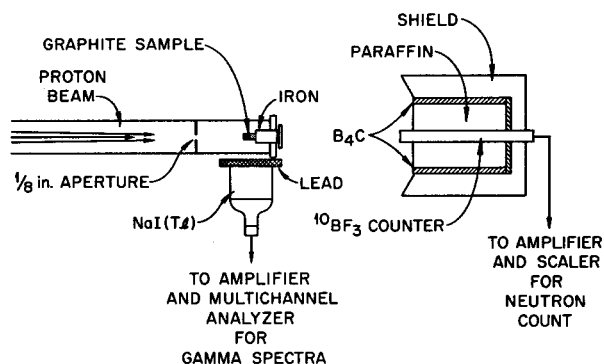 GRAPHITE SAMPLE
PROTON
BEAM
IRON
1/8 in. APERTURE
LEAD
NaI(Tl)
TO AMPLIFIER
AND MULTICHANNEL
ANALYZER
FOR
GAMMA SPECTRA
SHIELD
PARAFFIN
B₄C
¹⁰BF₃ COUNTER
TO AMPLIFIER
AND SCALER
FOR
NEUTRON
COUNT